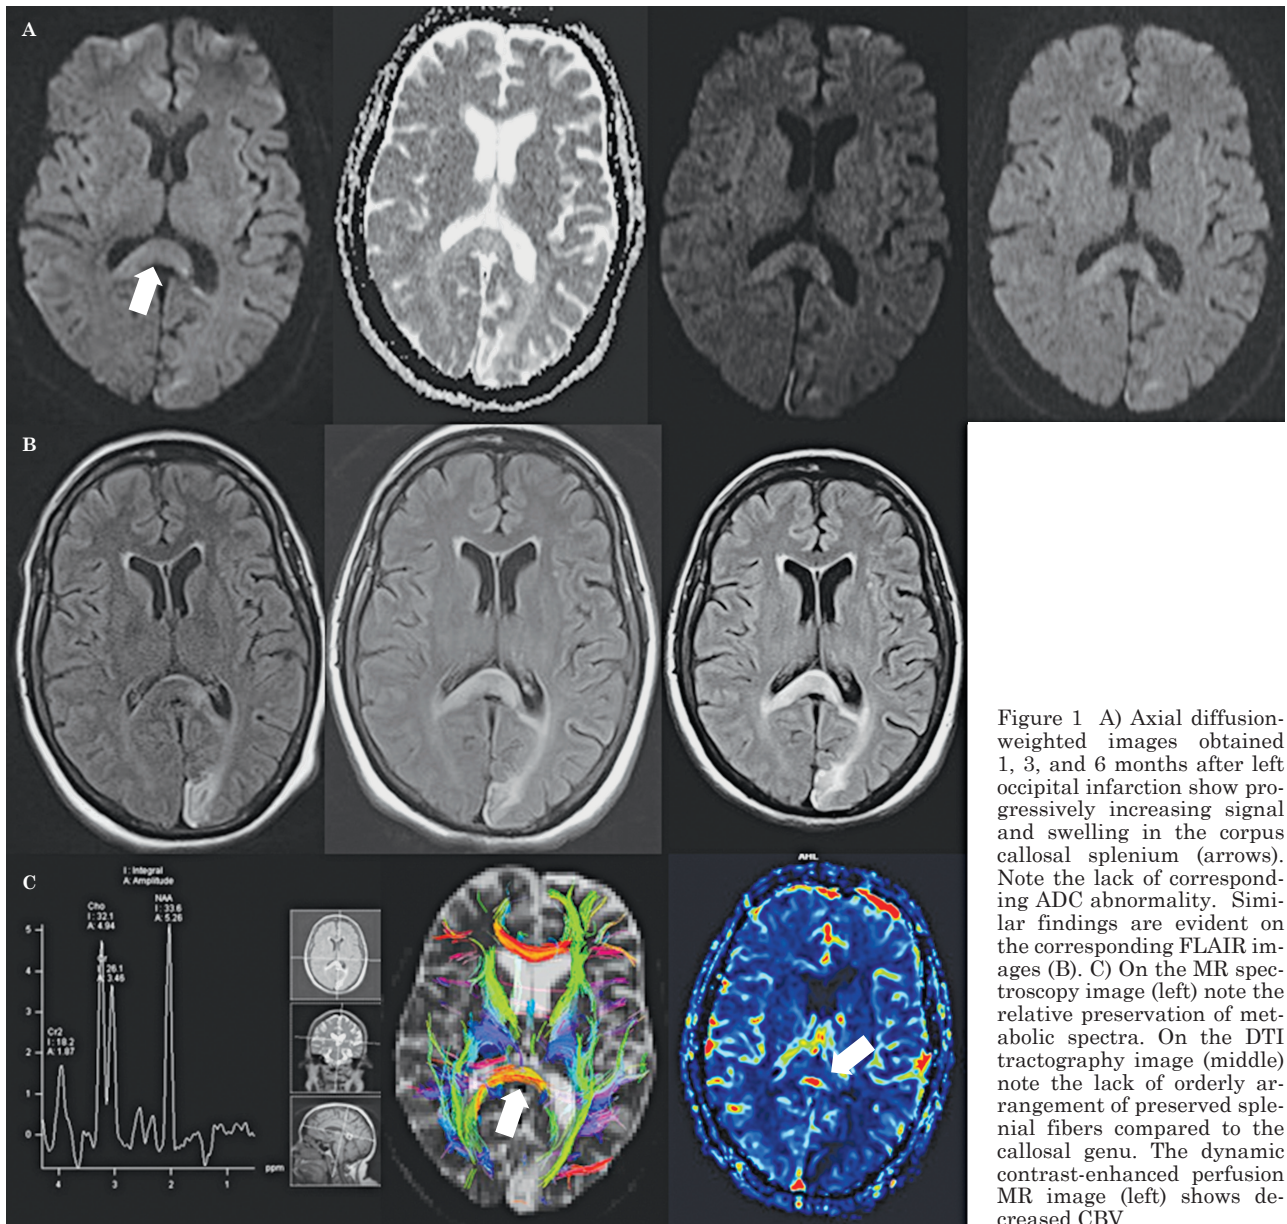 A
B
C
I : Integral
A: Amplitude
Cho
I : 32.1
A: 4.94
NAA
I : 33.6
A: 5.26
Cr
I: 26.1
A: 3.46
Cr2
I : 18.2
A: 1.87
5
4
3
2
1
0
4 3 2 1
ppm
Figure 1 A) Axial diffusion-
weighted images obtained
1, 3, and 6 months after left
occipital infarction show pro-
gressively increasing signal
and swelling in the corpus
callosal splenium (arrows).
Note the lack of correspond-
ing ADC abnormality. Simi-
lar findings are evident on
the corresponding FLAIR im-
ages (B). C) On the MR spec-
troscopy image (left) note the
relative preservation of met-
abolic spectra. On the DTI
tractography image (middle)
note the lack of orderly ar-
rangement of preserved sple-
nial fibers compared to the
callosal genu. The dynamic
contrast-enhanced perfusion
MR image (left) shows de-
creased CBV